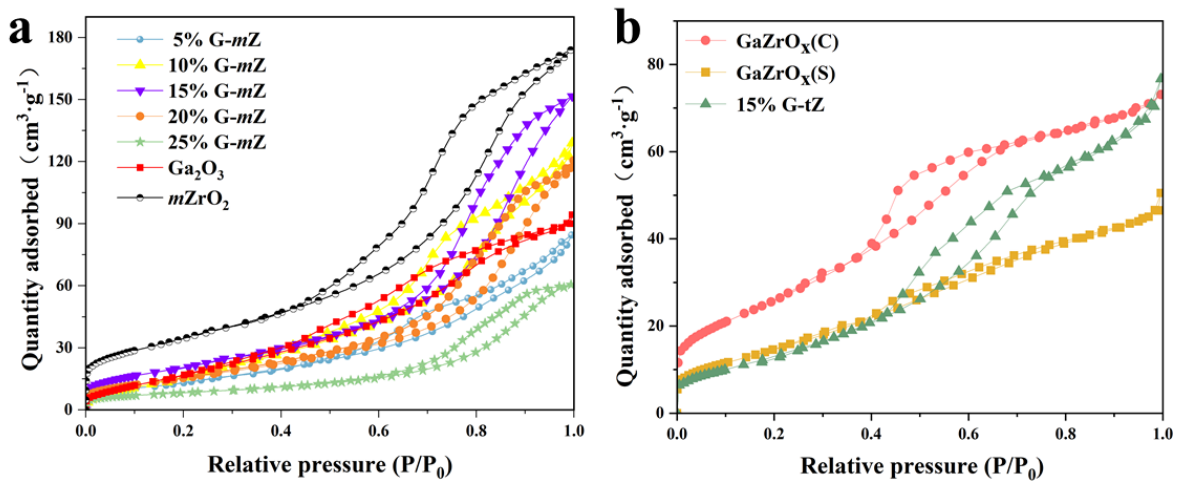 a
Quantity adsorbed（cm³·g⁻¹）
180
150
120
90
60
30
0
5% G-mZ
10% G-mZ
15% G-mZ
20% G-mZ
25% G-mZ
Ga₂O₃
mZrO₂
0.0 0.2 0.4 0.6 0.8 1.0
Relative pressure (P/P₀)
b
Quantity adsorbed（cm³·g⁻¹）
80
60
40
20
0
GaZrOₓ(C)
GaZrOₓ(S)
15% G-tZ
0.0 0.2 0.4 0.6 0.8 1.0
Relative pressure (P/P₀)